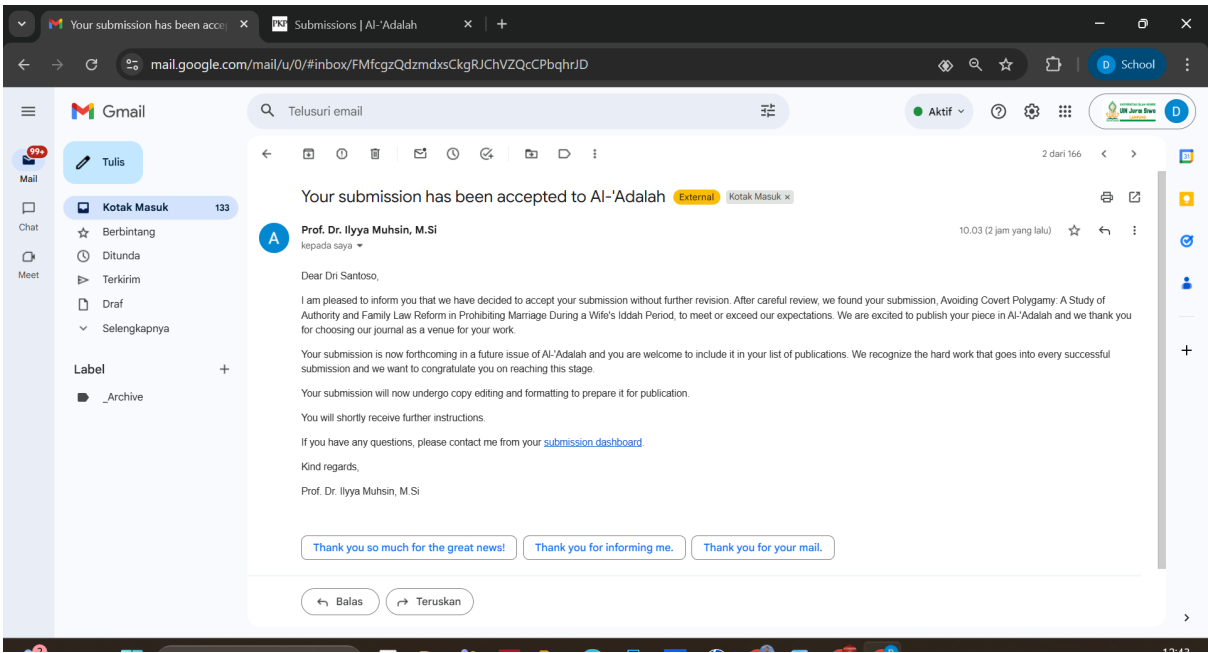 Your submission has been accep
PKP Submissions | Al-'Adalah
mail.google.com/mail/u/0/#inbox/FMfcgzQdzmdxsCkgRJChVZQcCPbqhrJD
D School
Gmail
Telusuri email
Aktif
D
99+
Mail
Chat
Meet
Tulis
Kotak Masuk 133
Berbintang
Ditunda
Terkirim
Draf
Selengkapnya
Label
_Archive
2 dari 166
Your submission has been accepted to Al-'Adalah External Kotak Masuk ×
A
Prof. Dr. Ilyya Muhsin, M.Si 10.03 (2 jam yang lalu)
kepada saya
Dear Dri Santoso,
I am pleased to inform you that we have decided to accept your submission without further revision. After careful review, we found your submission, Avoiding Covert Polygamy: A Study of
Authority and Family Law Reform in Prohibiting Marriage During a Wife's Iddah Period, to meet or exceed our expectations. We are excited to publish your piece in Al-'Adalah and we thank you
for choosing our journal as a venue for your work.
Your submission is now forthcoming in a future issue of Al-'Adalah and you are welcome to include it in your list of publications. We recognize the hard work that goes into every successful
submission and we want to congratulate you on reaching this stage.
Your submission will now undergo copy editing and formatting to prepare it for publication.
You will shortly receive further instructions.
If you have any questions, please contact me from your submission dashboard.
Kind regards,
Prof. Dr. Ilyya Muhsin, M.Si
Thank you so much for the great news! Thank you for informing me. Thank you for your mail.
Balas Teruskan